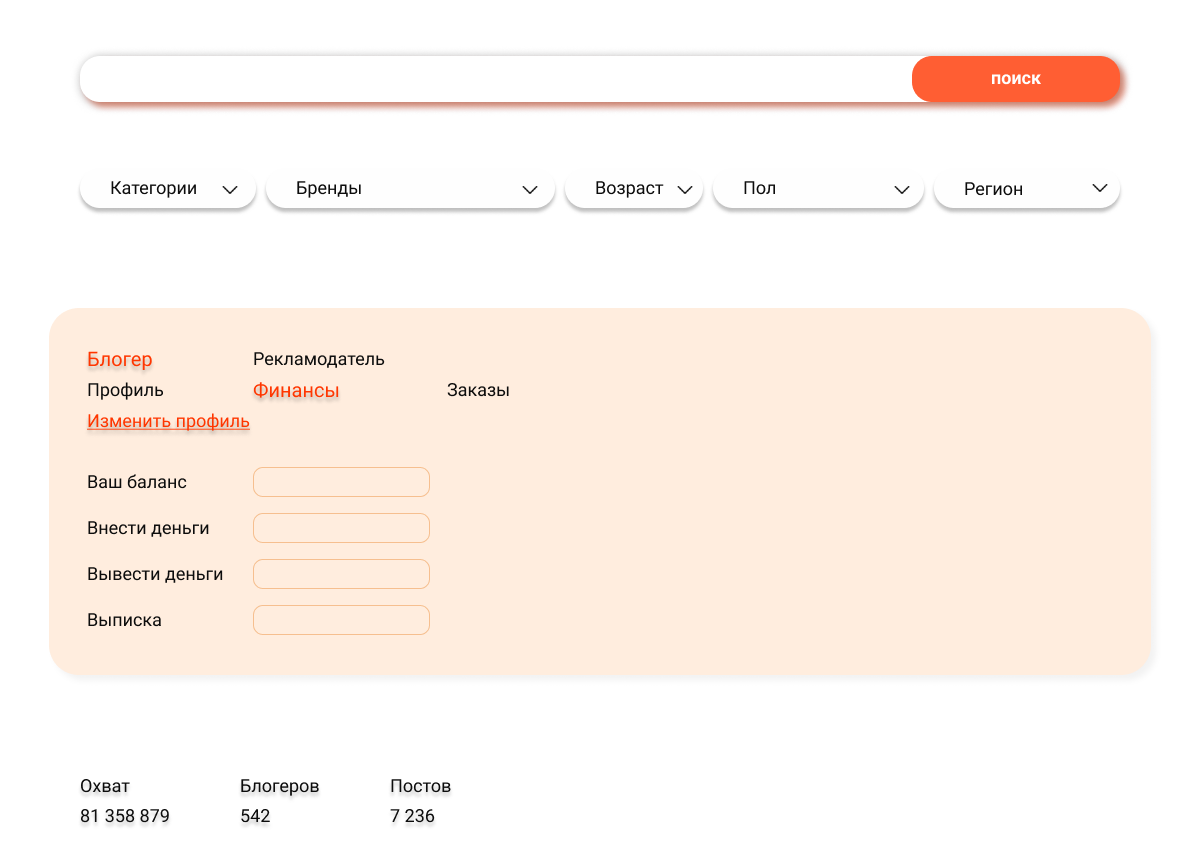 поиск
Категории Бренды Возраст Пол Регион
Блогер Рекламодатель
Профиль Финансы Заказы
Изменить профиль
Ваш баланс
Внести деньги
Вывести деньги
Выписка
Охват Блогеров Постов
81 358 879 542 7 236